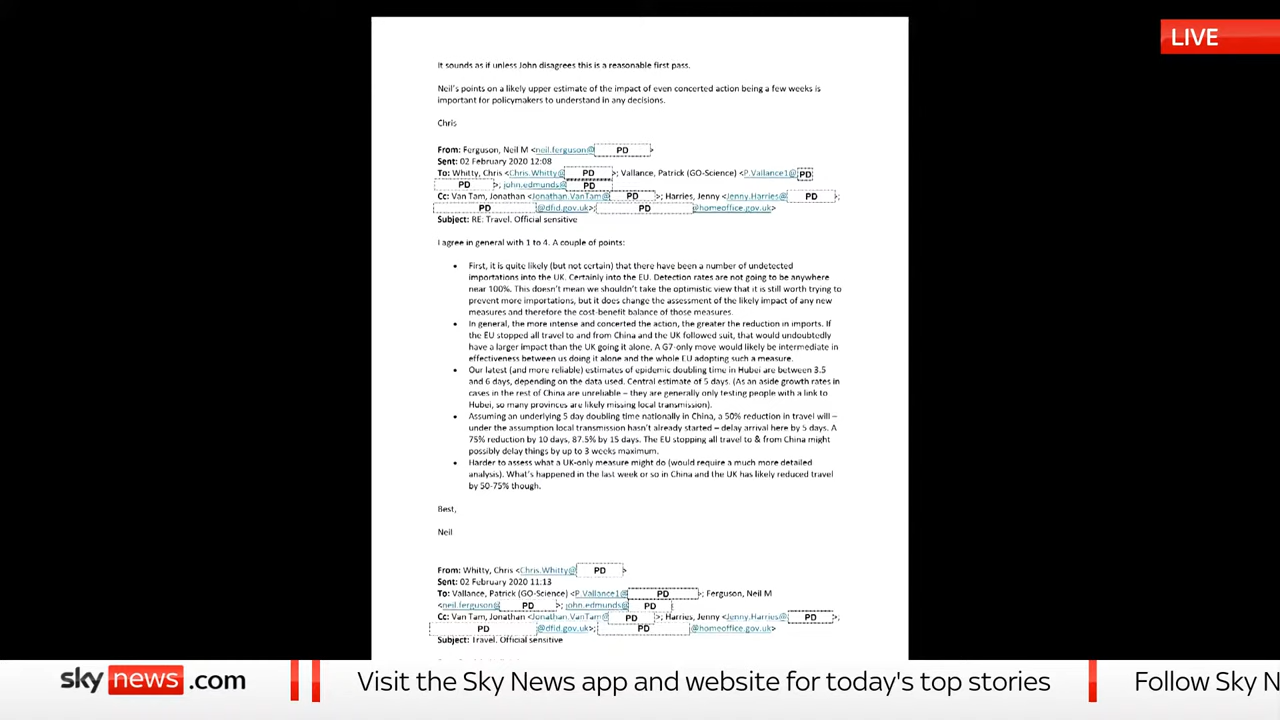 LIVE
It sounds as if unless John disagrees this is a reasonable first pass.
Neil's points on a likely upper estimate of the impact of even concerted action being a few weeks is
important for policymakers to understand in any decisions.
Chris
From: Ferguson, Neil M <neil.ferguson@ PD >
Sent: 02 February 2020 12:08
To: Whitty, Chris <Chris.Whitty@ PD >; Vallance, Patrick (GO-Science) <P.Vallance1@ PD
PD >; john.edmunds@ PD
Cc: Van Tam, Jonathan <Jonathan.VanTam@ PD >; Harries, Jenny <Jenny.Harries@ PD >;
PD @dfid.gov.uk>; PD @homeoffice.gov.uk>
Subject: RE: Travel. Official sensitive
I agree in general with 1 to 4. A couple of points:
• First, it is quite likely (but not certain) that there have been a number of undetected
importations into the UK. Certainly into the EU. Detection rates are not going to be anywhere
near 100%. This doesn't mean we shouldn't take the optimistic view that it is still worth trying to
prevent more importations, but it does change the assessment of the likely impact of any new
measures and therefore the cost-benefit balance of those measures.
• In general, the more intense and concerted the action, the greater the reduction in imports. If
the EU stopped all travel to and from China and the UK followed suit, that would undoubtedly
have a larger impact than the UK going it alone. A G7-only move would likely be intermediate in
effectiveness between us doing it alone and the whole EU adopting such a measure.
• Our latest (and more reliable) estimates of epidemic doubling time in Hubei are between 3.5
and 6 days, depending on the data used. Central estimate of 5 days. (As an aside growth rates in
cases in the rest of China are unreliable – they are generally only testing people with a link to
Hubei, so many provinces are likely missing local transmission).
• Assuming an underlying 5 day doubling time nationally in China, a 50% reduction in travel will –
under the assumption local transmission hasn't already started – delay arrival here by 5 days. A
75% reduction by 10 days, 87.5% by 15 days. The EU stopping all travel to & from China might
possibly delay things by up to 3 weeks maximum.
• Harder to assess what a UK-only measure might do (would require a much more detailed
analysis). What's happened in the last week or so in China and the UK has likely reduced travel
by 50-75% though.
Best,
Neil
From: Whitty, Chris <Chris.Whitty@ PD >
Sent: 02 February 2020 11:13
To: Vallance, Patrick (GO-Science) <P.Vallance1@ PD >; Ferguson, Neil M
<neil.ferguson@ PD >; john.edmunds@ PD
Cc: Van Tam, Jonathan <Jonathan.VanTam@ PD >; Harries, Jenny <Jenny.Harries@ PD >;
PD @dfid.gov.uk>; PD @homeoffice.gov.uk>
Subject: Travel. Official sensitive
sky news.com Visit the Sky News app and website for today's top stories Follow Sky N